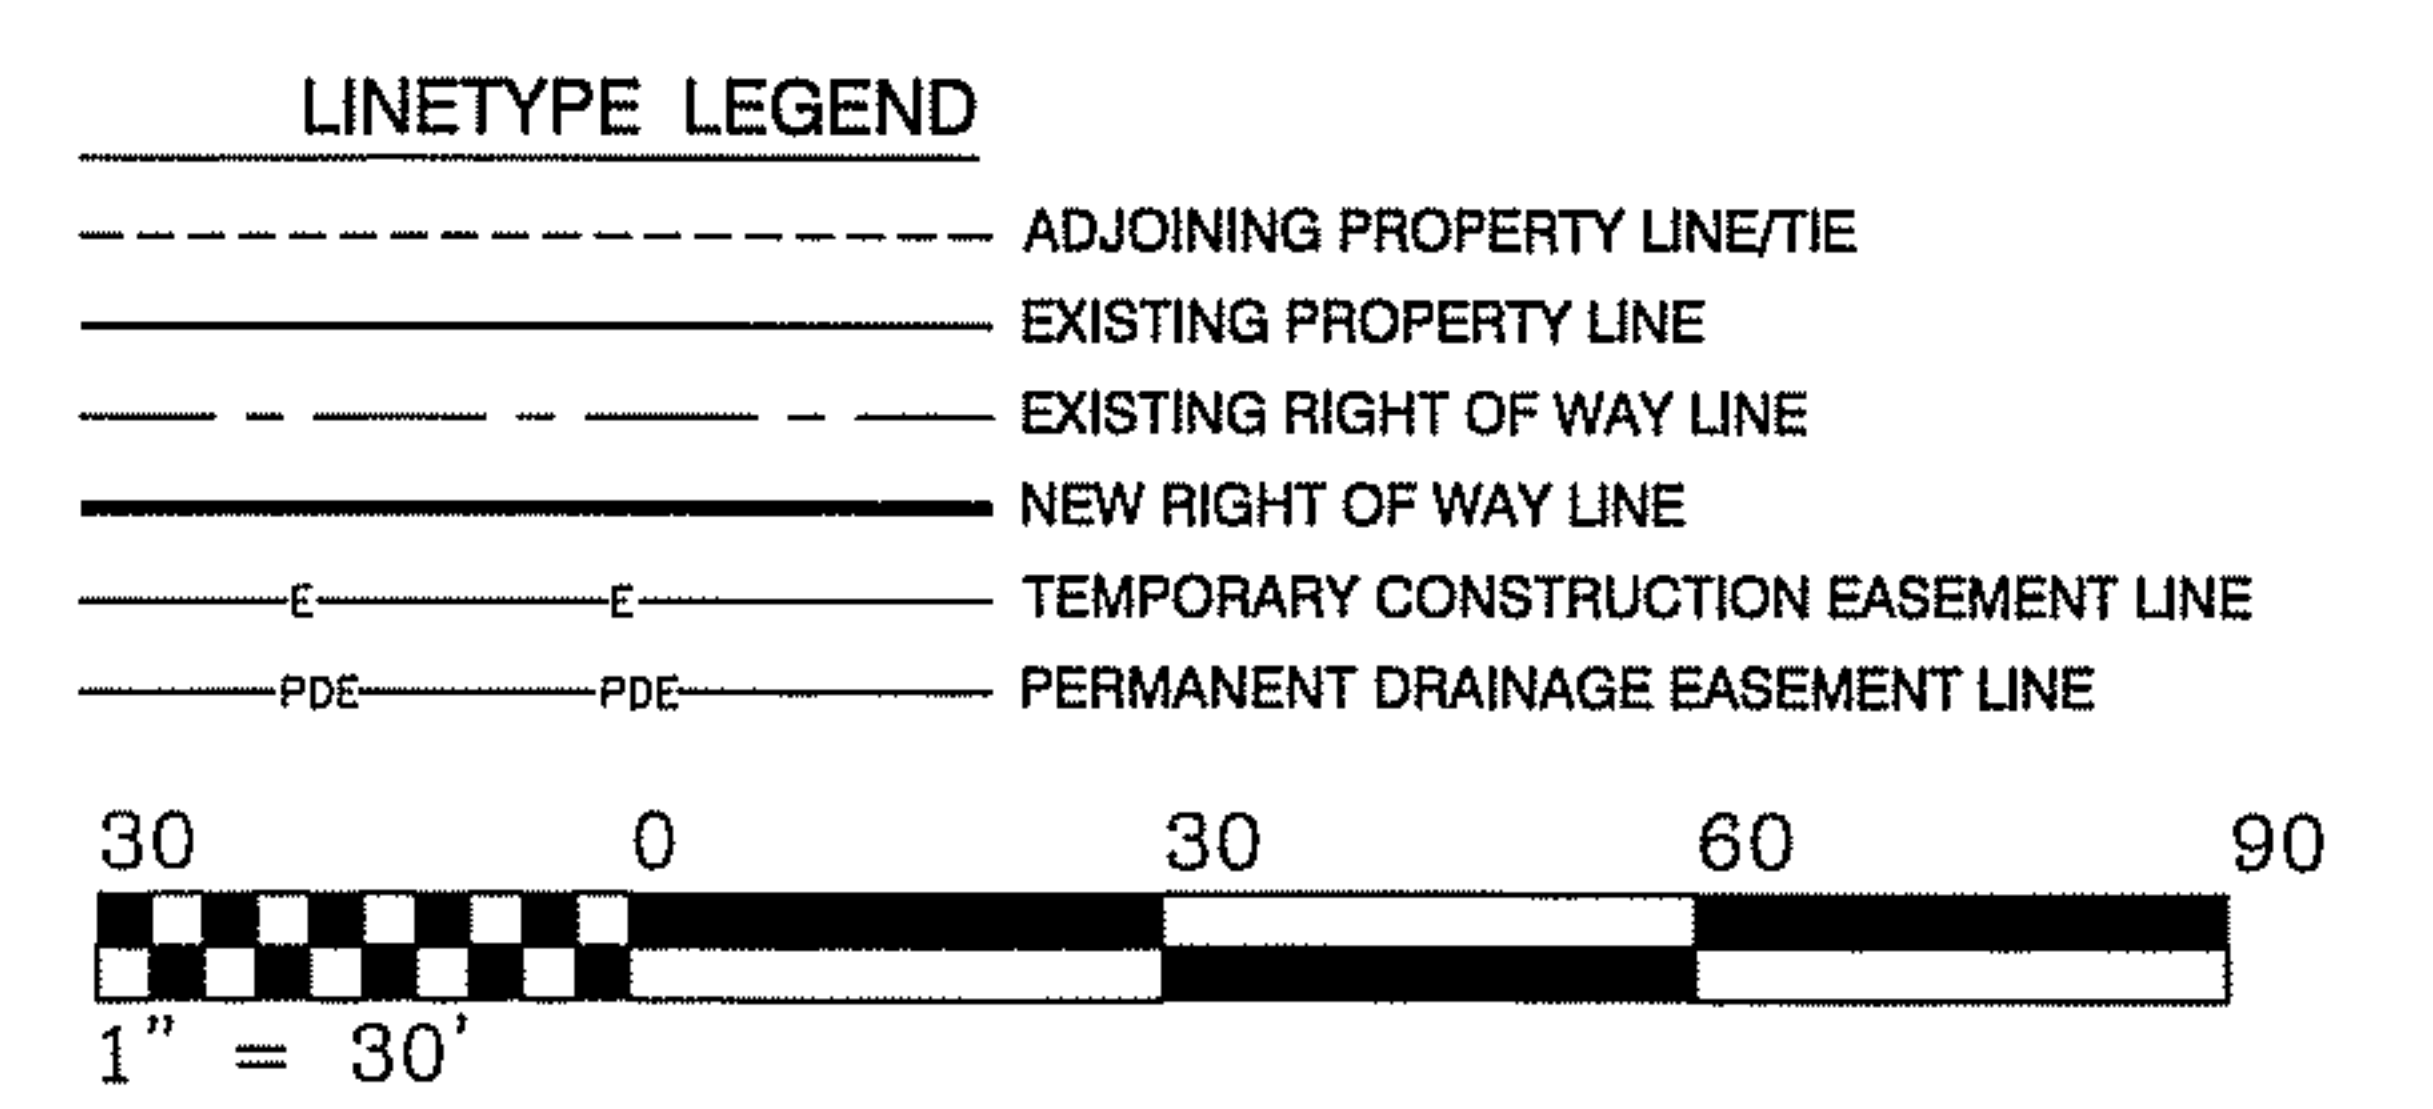 LINETYPE LEGEND
ADJOINING PROPERTY LINE/TIE
EXISTING PROPERTY LINE
EXISTING RIGHT OF WAY LINE
NEW RIGHT OF WAY LINE
E E TEMPORARY CONSTRUCTION EASEMENT LINE
PDE PDE PERMANENT DRAINAGE EASEMENT LINE
30 0 30 60 90
1" = 30'